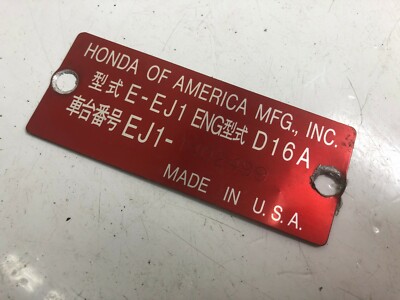 HONDA OF AMERICA MFG., INC.
型式 E-EJ1 ENG型式 D16A
車台番号 EJ1-
MADE IN U.S.A.